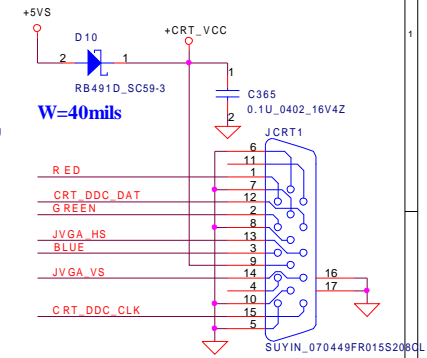 +5VS
+CRT_VCC
D10
2 1
RB491D_SC59-3
W=40mils
1
C365
0.1U_0402_16V4Z
2
JCRT1
6
11
RED 1
7
CRT_DDC_DAT 12
GREEN 2
8
JVGA_HS 13
BLUE 3
9
JVGA_VS 14 16
4 17
10
CRT_DDC_CLK 15
5
SUYIN_070449FR015S208CL
1